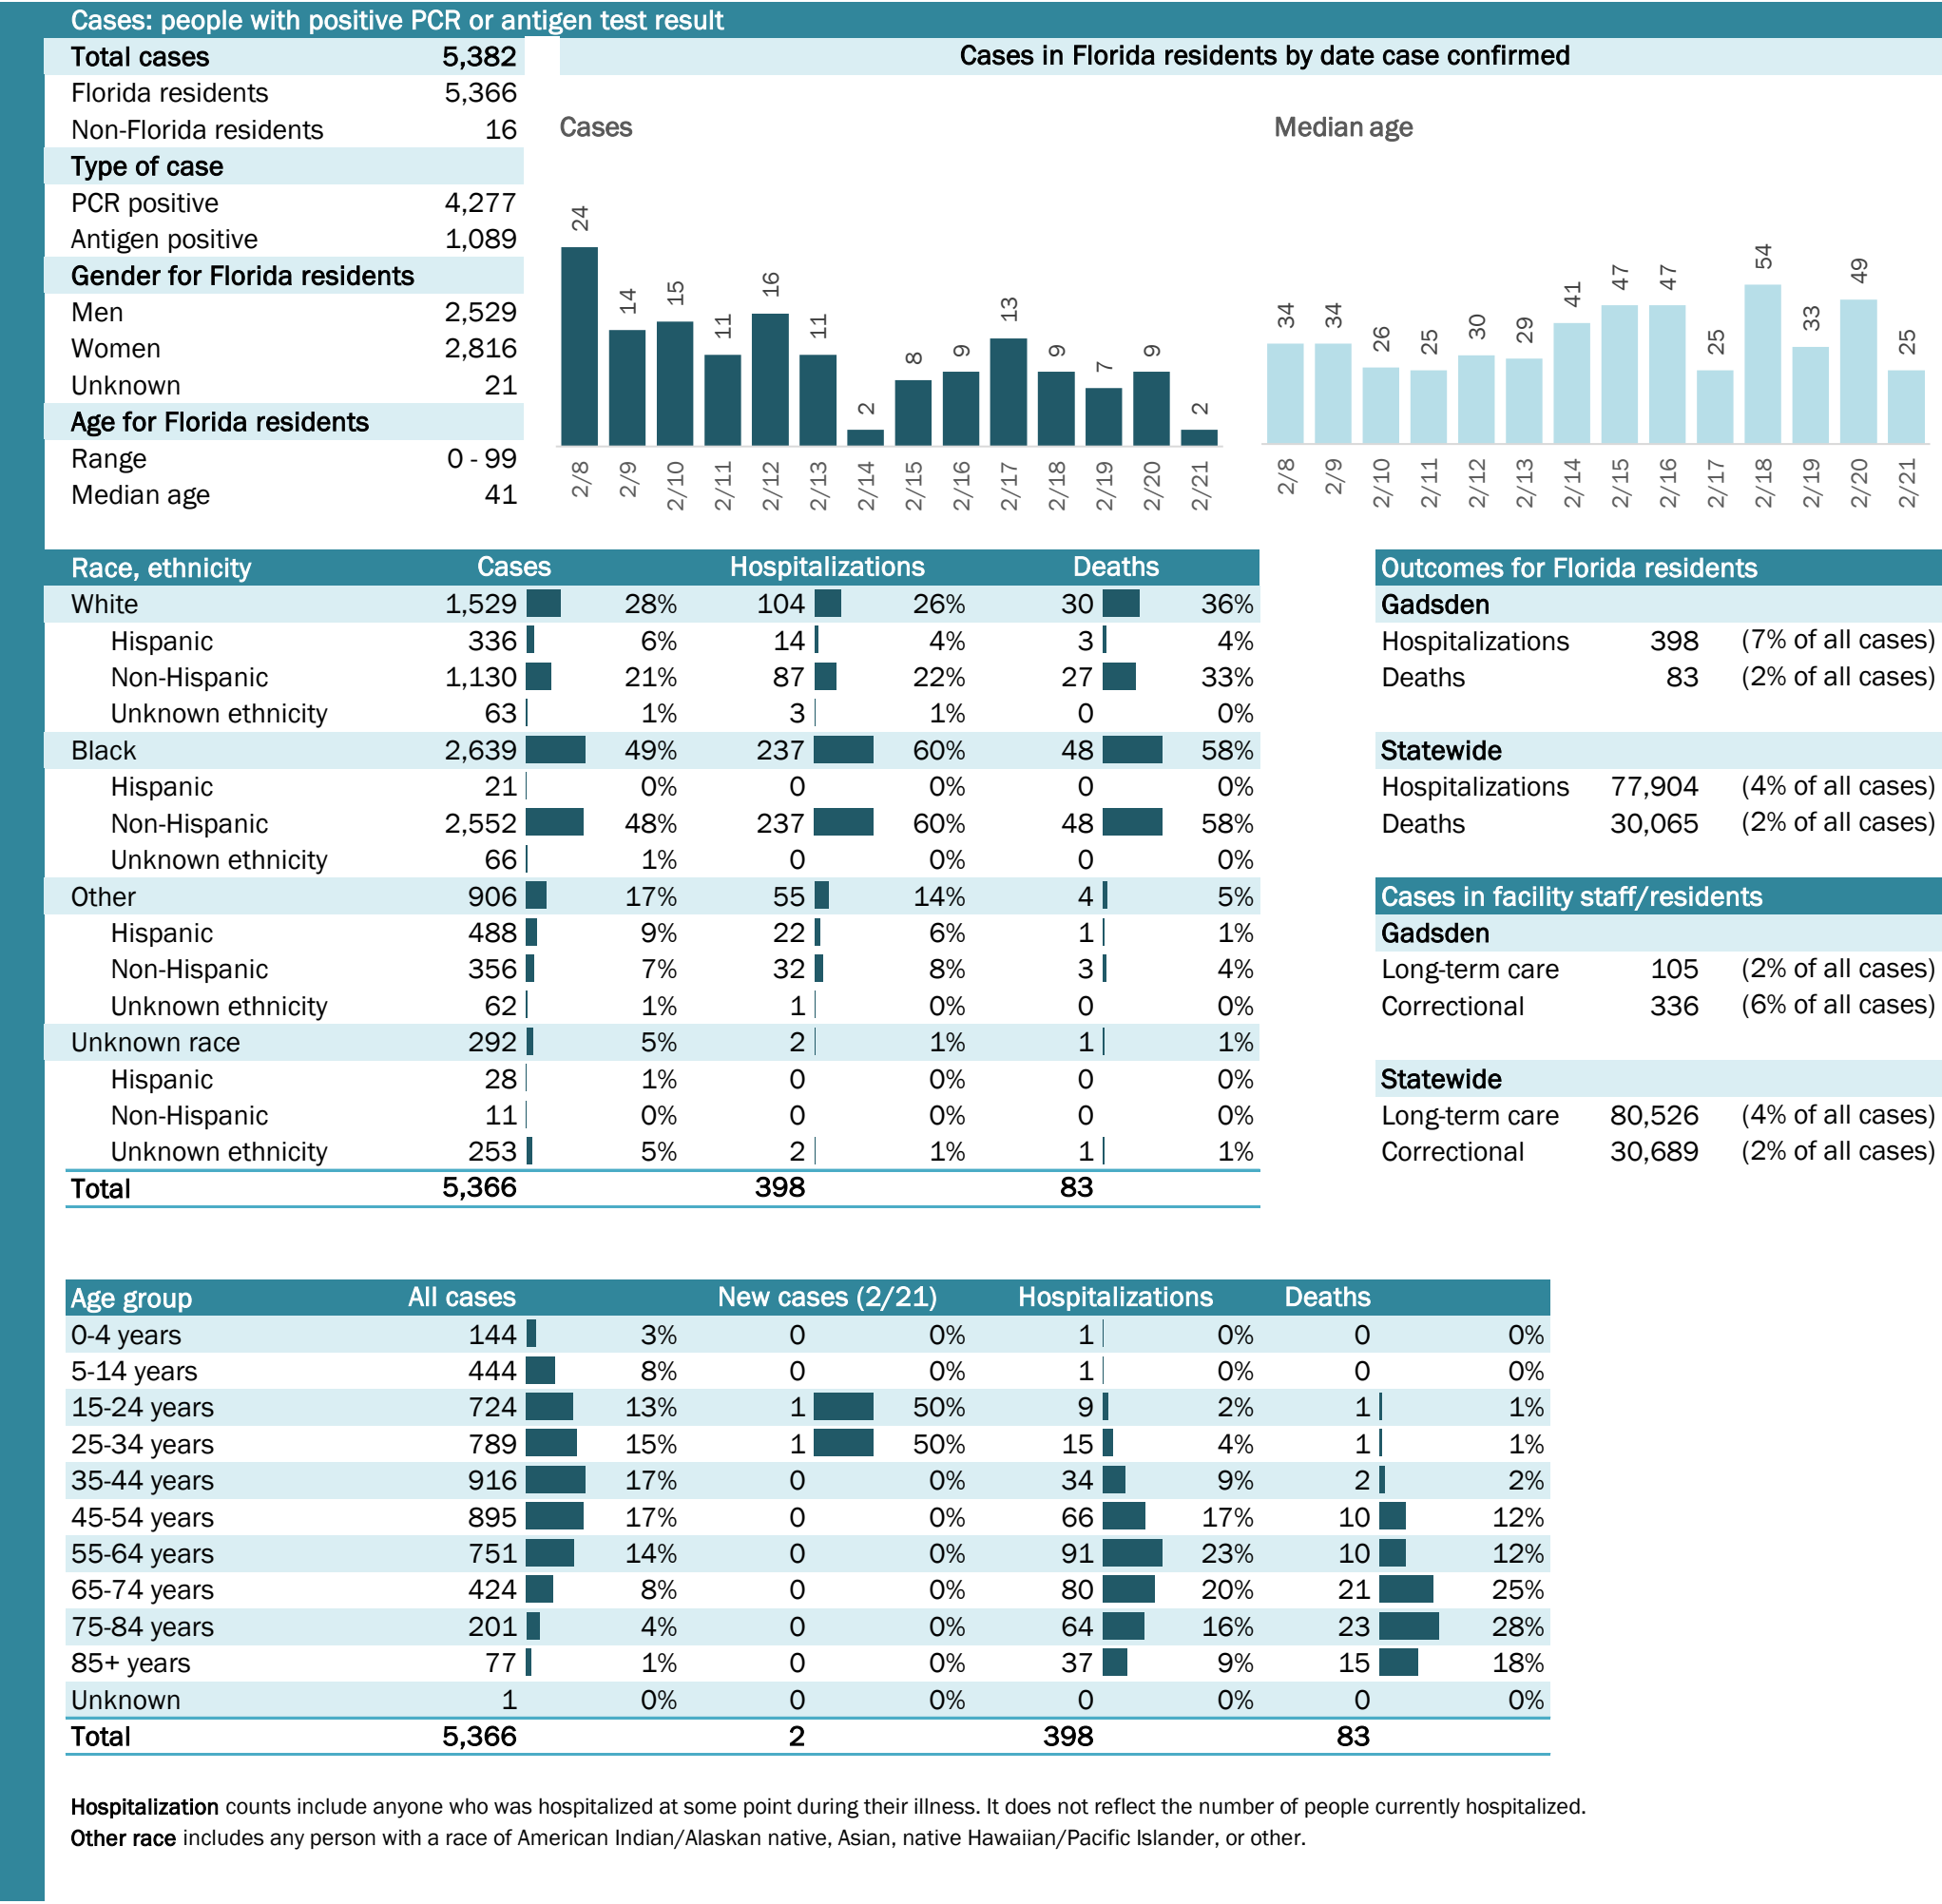 Cases: people with positive PCR or antigen test result
Total cases 5,382
Florida residents 5,366
Non-Florida residents 16
Type of case
PCR positive 4,277
Antigen positive 1,089
Gender for Florida residents
Men 2,529
Women 2,816
Unknown 21
Age for Florida residents
Range 0 - 99
Median age 41
Cases in Florida residents by date case confirmed
Cases
24 14 15 11 16 11 2 8 9 13 9 7 9 2
2/8 2/9 2/10 2/11 2/12 2/13 2/14 2/15 2/16 2/17 2/18 2/19 2/20 2/21
Median age
34 34 26 25 30 29 41 47 47 25 54 33 49 25
2/8 2/9 2/10 2/11 2/12 2/13 2/14 2/15 2/16 2/17 2/18 2/19 2/20 2/21
Race, ethnicity Cases Hospitalizations Deaths
White 1,529 28% 104 26% 30 36%
Hispanic 336 6% 14 4% 3 4%
Non-Hispanic 1,130 21% 87 22% 27 33%
Unknown ethnicity 63 1% 3 1% 0 0%
Black 2,639 49% 237 60% 48 58%
Hispanic 21 0% 0 0% 0 0%
Non-Hispanic 2,552 48% 237 60% 48 58%
Unknown ethnicity 66 1% 0 0% 0 0%
Other 906 17% 55 14% 4 5%
Hispanic 488 9% 22 6% 1 1%
Non-Hispanic 356 7% 32 8% 3 4%
Unknown ethnicity 62 1% 1 0% 0 0%
Unknown race 292 5% 2 1% 1 1%
Hispanic 28 1% 0 0% 0 0%
Non-Hispanic 11 0% 0 0% 0 0%
Unknown ethnicity 253 5% 2 1% 1 1%
Total 5,366 398 83
Outcomes for Florida residents
Gadsden
Hospitalizations 398 (7% of all cases)
Deaths 83 (2% of all cases)
Statewide
Hospitalizations 77,904 (4% of all cases)
Deaths 30,065 (2% of all cases)
Cases in facility staff/residents
Gadsden
Long-term care 105 (2% of all cases)
Correctional 336 (6% of all cases)
Statewide
Long-term care 80,526 (4% of all cases)
Correctional 30,689 (2% of all cases)
Age group All cases New cases (2/21) Hospitalizations Deaths
0-4 years 144 3% 0 0% 1 0% 0 0%
5-14 years 444 8% 0 0% 1 0% 0 0%
15-24 years 724 13% 1 50% 9 2% 1 1%
25-34 years 789 15% 1 50% 15 4% 1 1%
35-44 years 916 17% 0 0% 34 9% 2 2%
45-54 years 895 17% 0 0% 66 17% 10 12%
55-64 years 751 14% 0 0% 91 23% 10 12%
65-74 years 424 8% 0 0% 80 20% 21 25%
75-84 years 201 4% 0 0% 64 16% 23 28%
85+ years 77 1% 0 0% 37 9% 15 18%
Unknown 1 0% 0 0% 0 0% 0 0%
Total 5,366 2 398 83
Hospitalization counts include anyone who was hospitalized at some point during their illness. It does not reflect the number of people currently hospitalized.
Other race includes any person with a race of American Indian/Alaskan native, Asian, native Hawaiian/Pacific Islander, or other.